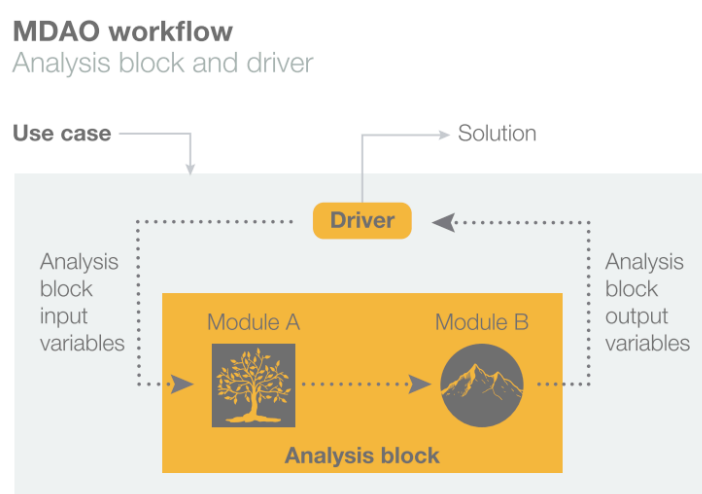 MDAO workflow
Analysis block and driver
Use case
Solution
Driver
Analysis
block
input
variables
Analysis
block
output
variables
Module A
Module B
Analysis block